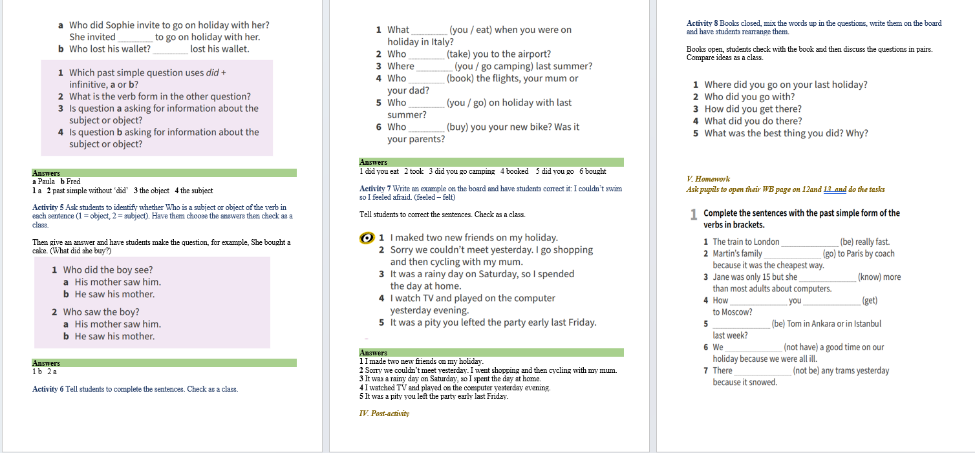 a Who did Sophie invite to go on holiday with her?
She invited ______ to go on holiday with her.
b Who lost his wallet? ______ lost his wallet.
1 Which past simple question uses did +
infinitive, a or b?
2 What is the verb form in the other question?
3 Is question a asking for information about the
subject or object?
4 Is question b asking for information about the
subject or object?
Answers
a Paula b Fred
1 a 2 past simple without 'did' 3 the object 4 the subject
Activity 5 Ask students to identify whether Who is a subject or object of the verb in
each sentence (1 = object, 2 = subject). Have them choose the answers then check as a
class.
Then give an answer and have students make the question, for example, She bought a
cake. (What did she buy?)
1 Who did the boy see?
a His mother saw him.
b He saw his mother.
2 Who saw the boy?
a His mother saw him.
b He saw his mother.
Answers
1 b 2 a
Activity 6 Tell students to complete the sentences. Check as a class.
1 What ______ (you / eat) when you were on
holiday in Italy?
2 Who ______ (take) you to the airport?
3 Where ______ (you / go camping) last summer?
4 Who ______ (book) the flights, your mum or
your dad?
5 Who ______ (you / go) on holiday with last
summer?
6 Who ______ (buy) you your new bike? Was it
your parents?
Answers
1 did you eat 2 took 3 did you go camping 4 booked 5 did you go 6 bought
Activity 7 Write an example on the board and have students correct it: I couldn't swim
so I feeled afraid. (feeled – felt)
Tell students to correct the sentences. Check as a class.
1 I maked two new friends on my holiday.
2 Sorry we couldn't meet yesterday. I go shopping
and then cycling with my mum.
3 It was a rainy day on Saturday, so I spended
the day at home.
4 I watch TV and played on the computer
yesterday evening.
5 It was a pity you lefted the party early last Friday.
Answers
1 I made two new friends on my holiday.
2 Sorry we couldn't meet yesterday. I went shopping and then cycling with my mum.
3 It was a rainy day on Saturday, so I spent the day at home.
4 I watched TV and played on the computer yesterday evening.
5 It was a pity you left the party early last Friday.
IV. Post-activity
Activity 8 Books closed, mix the words up in the questions, write them on the board
and have students rearrange them.
Books open, students check with the book and then discuss the questions in pairs.
Compare ideas as a class.
1 Where did you go on your last holiday?
2 Who did you go with?
3 How did you get there?
4 What did you do there?
5 What was the best thing you did? Why?
V. Homework
Ask pupils to open their WB page on 12and 13 and do the tasks
1 Complete the sentences with the past simple form of the
verbs in brackets.
1 The train to London ______ (be) really fast.
2 Martin's family ______ (go) to Paris by coach
because it was the cheapest way.
3 Jane was only 15 but she ______ (know) more
than most adults about computers.
4 How ______ you ______ (get)
to Moscow?
5 ______ (be) Tom in Ankara or in Istanbul
last week?
6 We ______ (not have) a good time on our
holiday because we were all ill.
7 There ______ (not be) any trams yesterday
because it snowed.